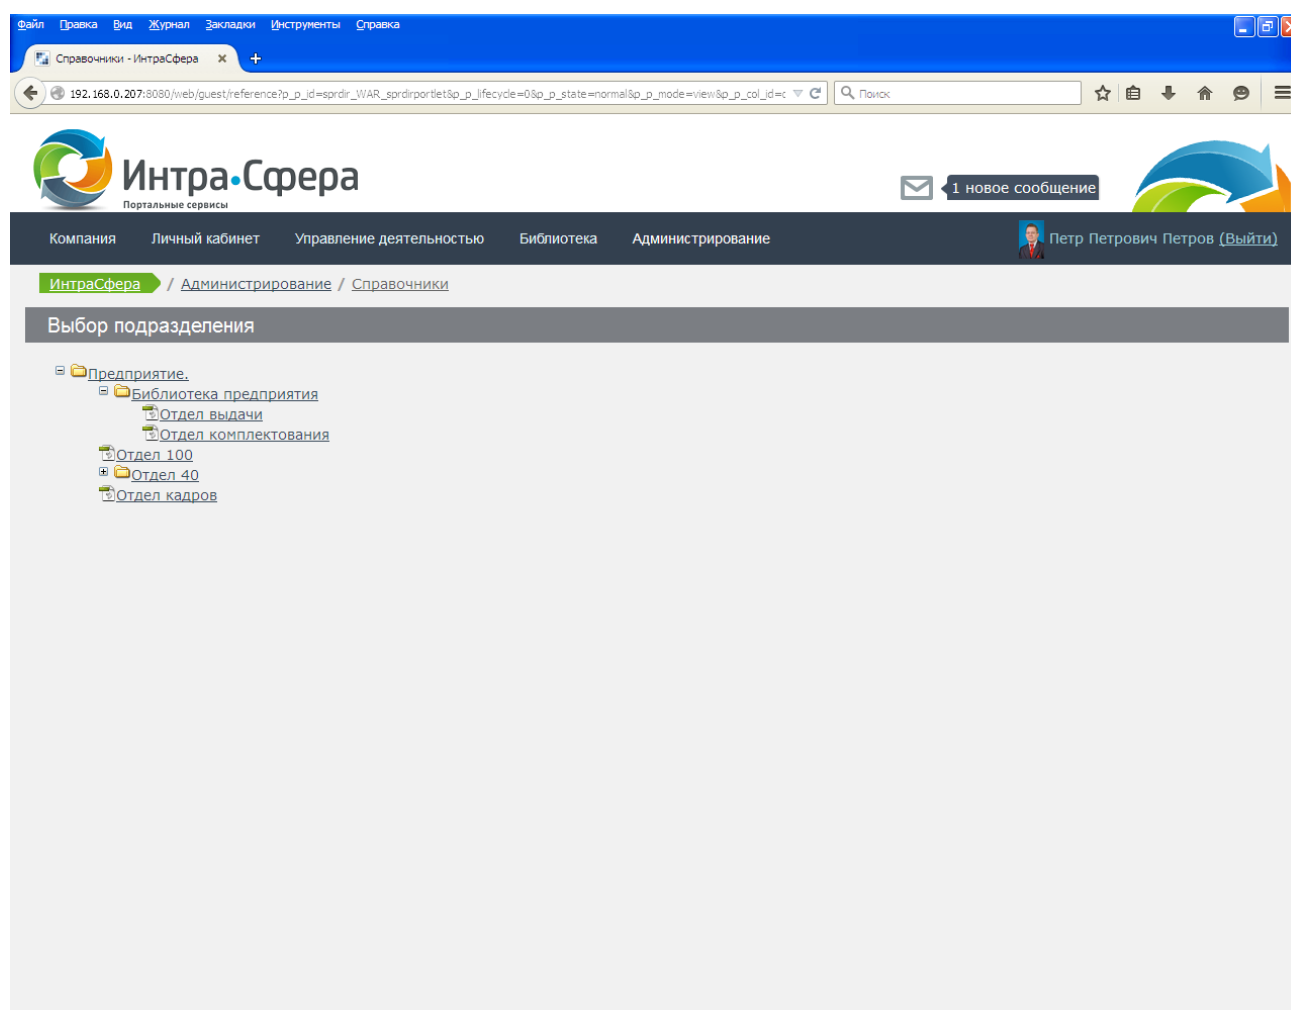 Файл Правка Вид Журнал Закладки Инструменты Справка
Справочники - ИнтраСфера
192.168.0.207:8080/web/guest/reference?p_p_id=sprdir_WAR_sprdirportlet&p_p_lifecycle=0&p_p_state=normal&p_p_mode=view&p_p_col_id=c Поиск
Интра•Сфера
Портальные сервисы
1 новое сообщение
Компания Личный кабинет Управление деятельностью Библиотека Администрирование Петр Петрович Петров (Выйти)
ИнтраСфера / Администрирование / Справочники
Выбор подразделения
Предприятие.
Библиотека предприятия
Отдел выдачи
Отдел комплектования
Отдел 100
Отдел 40
Отдел кадров